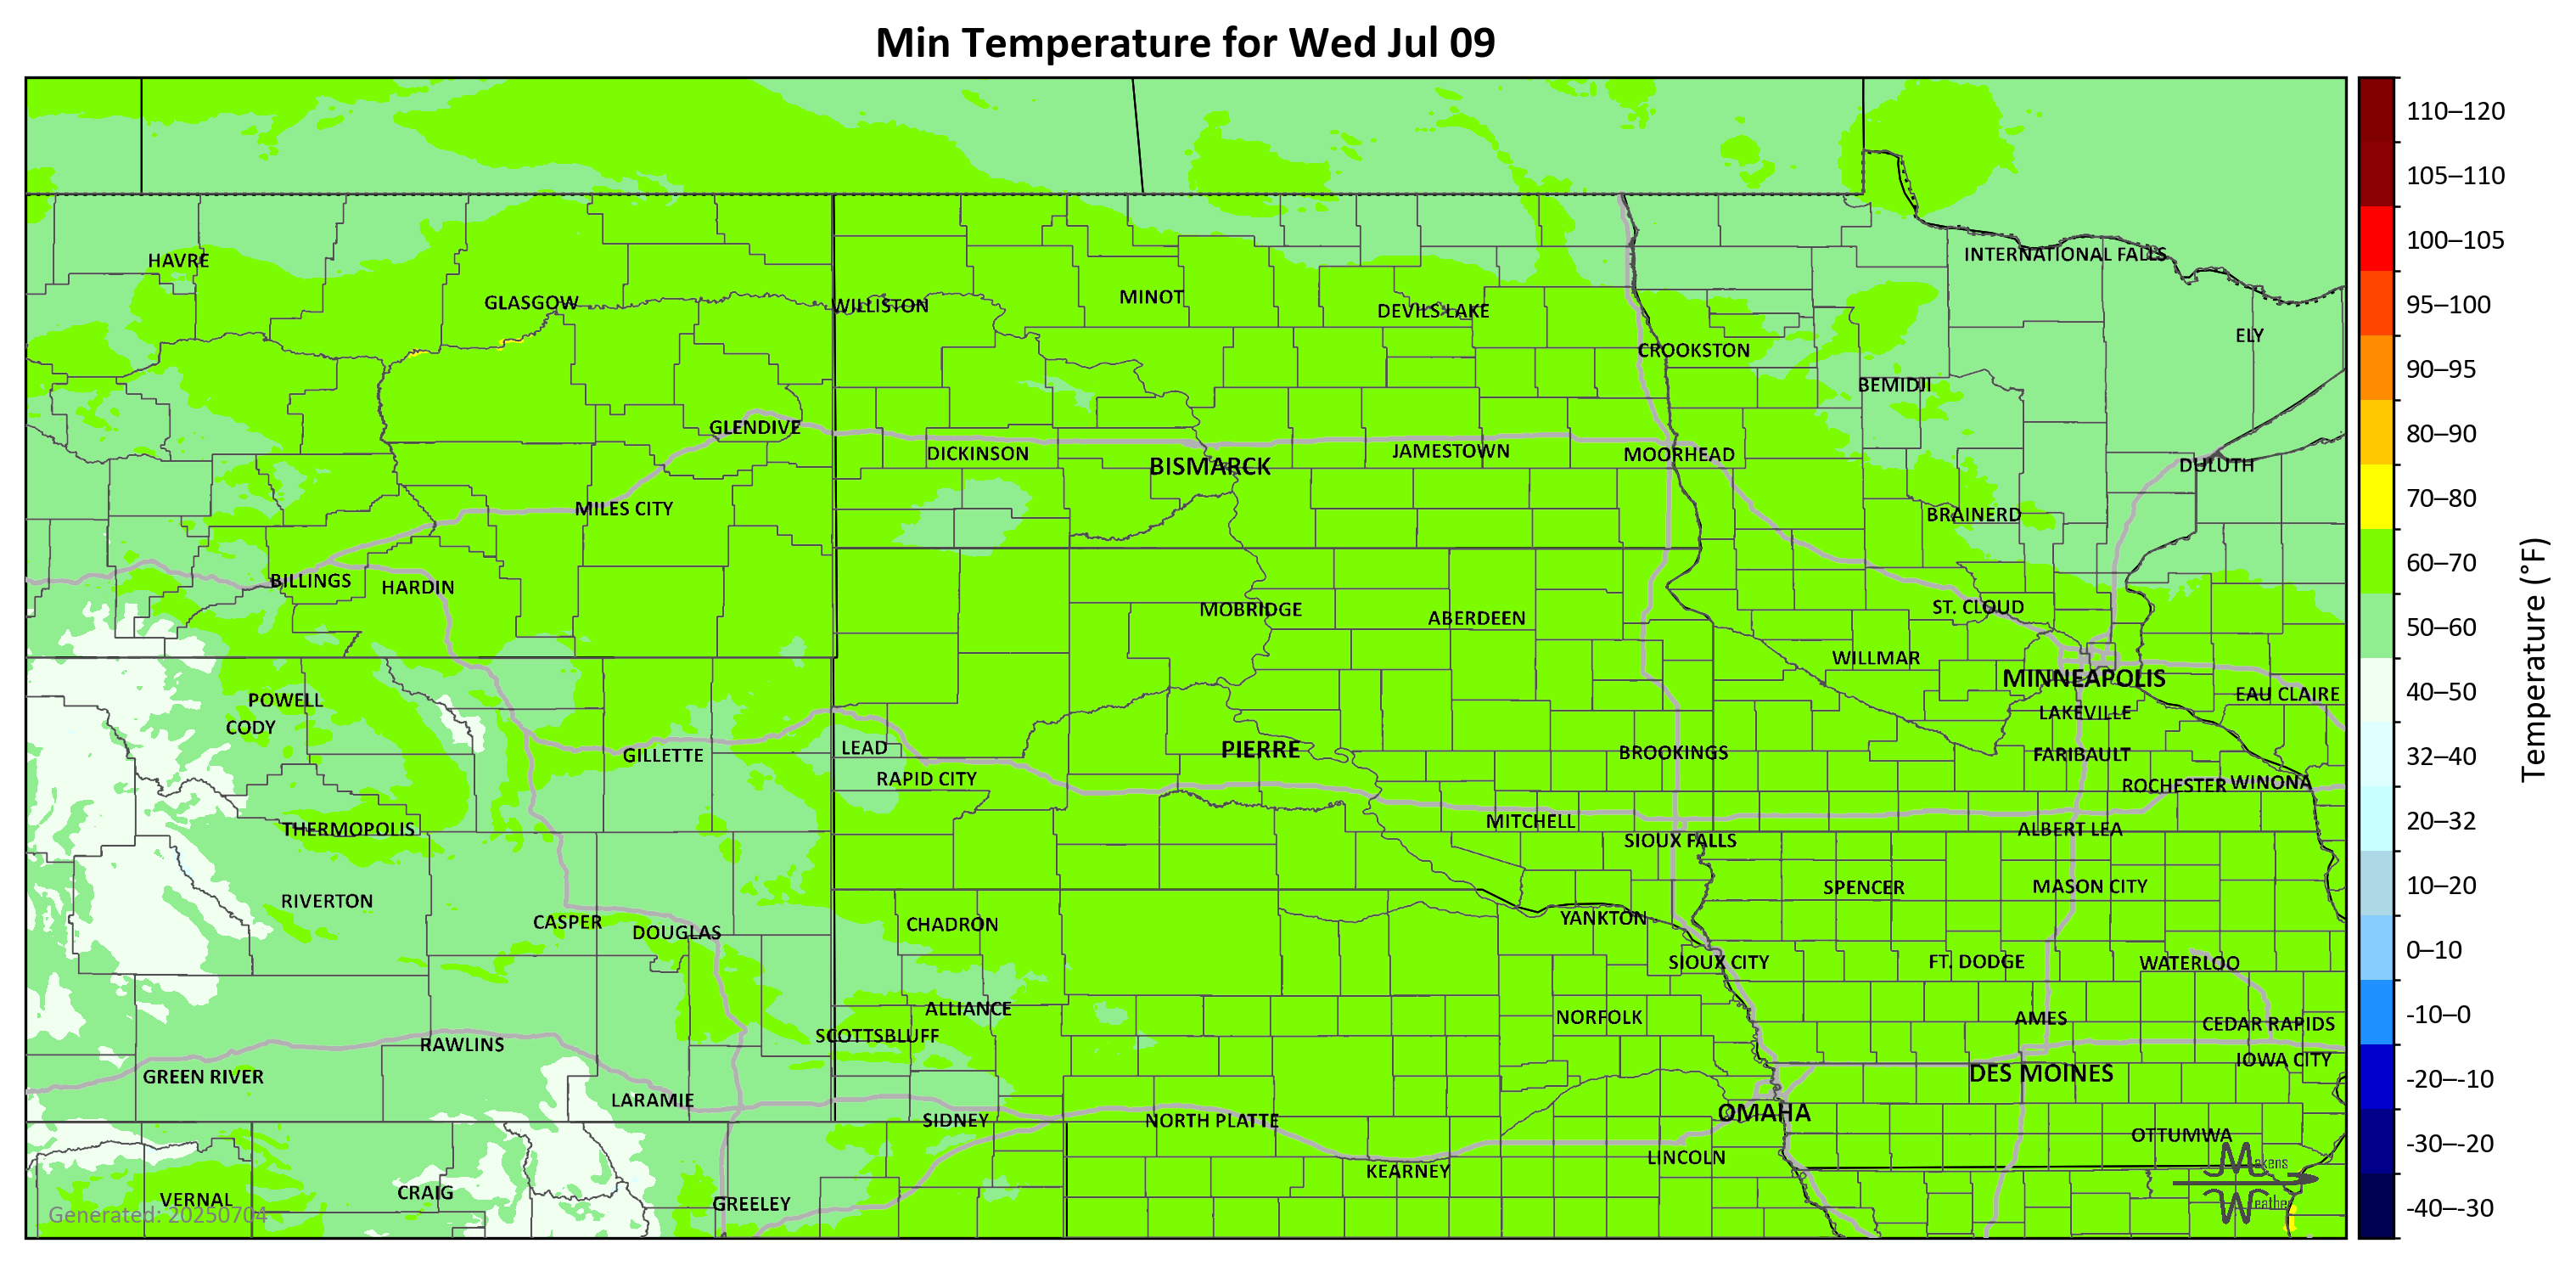 Min Temperature for Wed Jul 09
110–120
105–110
100–105
95–100
90–95
80–90
70–80
60–70
50–60
40–50
32–40
20–32
10–20
0–10
-10–0
-20–-10
-30–-20
-40–-30
Temperature (°F)
HAVRE
INTERNATIONAL FALLS
GLASGOW
WILLISTON
MINOT
DEVILS LAKE
ELY
CROOKSTON
BEMIDJI
GLENDIVE
DICKINSON
BISMARCK
JAMESTOWN
MOORHEAD
DULUTH
MILES CITY
BRAINERD
BILLINGS
HARDIN
MOBRIDGE
ABERDEEN
ST. CLOUD
WILLMAR
MINNEAPOLIS
EAU CLAIRE
POWELL
CODY
LAKEVILLE
GILLETTE
LEAD
PIERRE
BROOKINGS
FARIBAULT
RAPID CITY
ROCHESTER
WINONA
THERMOPOLIS
MITCHELL
SIOUX FALLS
ALBERT LEA
RIVERTON
SPENCER
MASON CITY
CASPER
DOUGLAS
CHADRON
YANKTON
SIOUX CITY
FT. DODGE
WATERLOO
ALLIANCE
NORFOLK
AMES
CEDAR RAPIDS
SCOTTSBLUFF
RAWLINS
IOWA CITY
GREEN RIVER
DES MOINES
LARAMIE
SIDNEY
NORTH PLATTE
OMAHA
OTTUMWA
LINCOLN
KEARNEY
VERNAL
CRAIG
GREELEY
Generated: 20250704
Makens
Weather